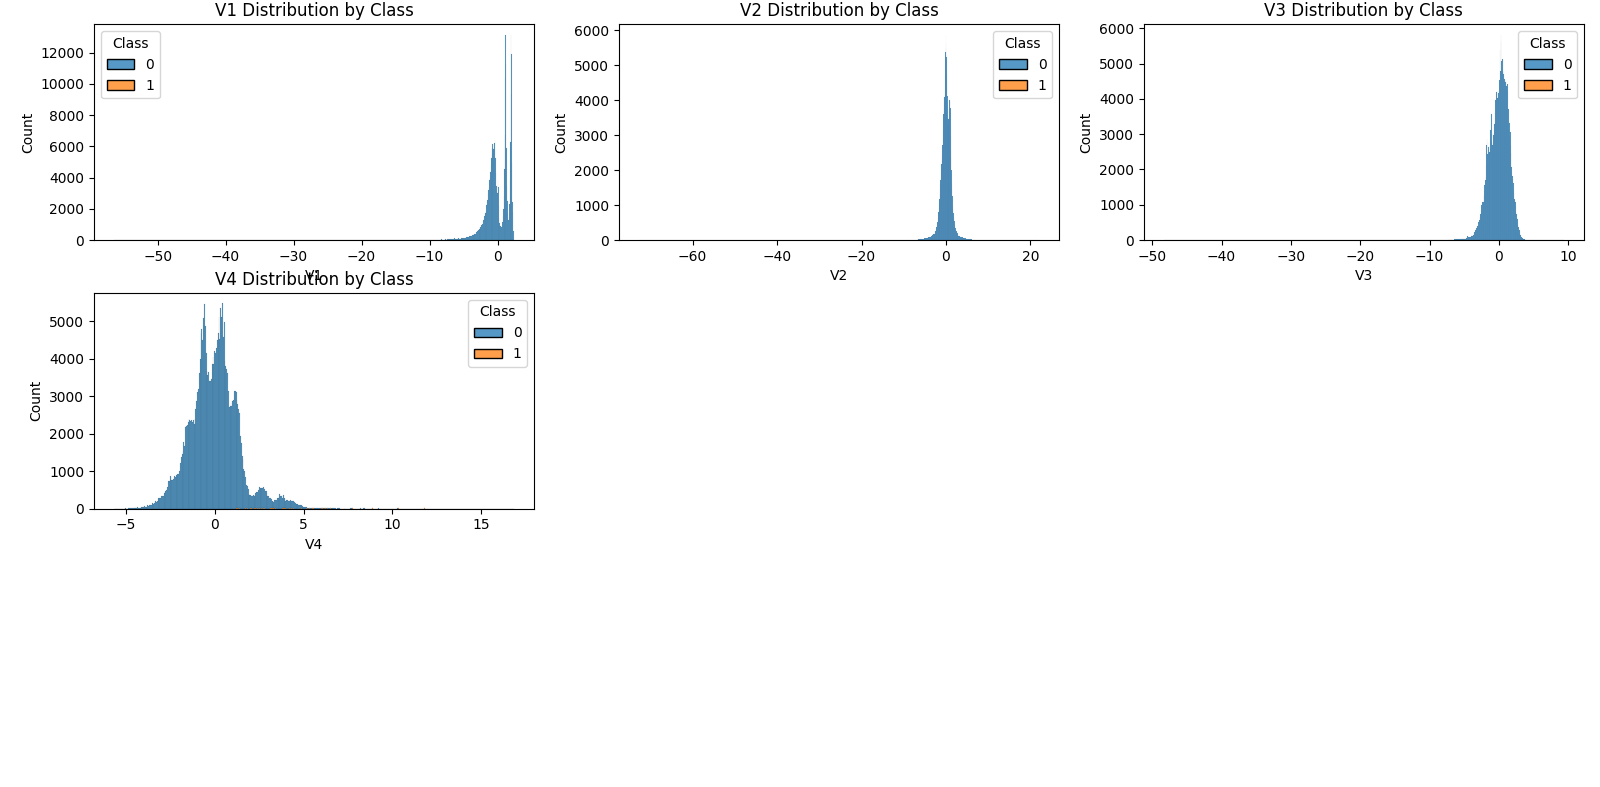 V1 Distribution by Class
Class
0
1
Count
12000
10000
8000
6000
4000
2000
0
−50 −40 −30 −20 −10 0
V1
V2 Distribution by Class
Class
0
1
Count
6000
5000
4000
3000
2000
1000
0
−60 −40 −20 0 20
V2
V3 Distribution by Class
Class
0
1
Count
6000
5000
4000
3000
2000
1000
0
−50 −40 −30 −20 −10 0 10
V3
V4 Distribution by Class
Class
0
1
Count
5000
4000
3000
2000
1000
0
−5 0 5 10 15
V4